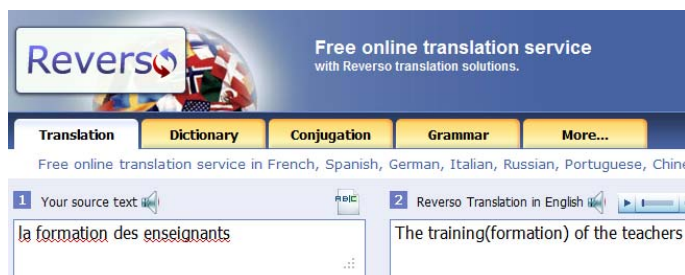 Reverso
Free online translation service
with Reverso translation solutions.
Translation Dictionary Conjugation Grammar More...
Free online translation service in French, Spanish, German, Italian, Russian, Portuguese, Chine
1 Your source text ABC
2 Reverso Translation in English
la formation des enseignants
The training(formation) of the teachers